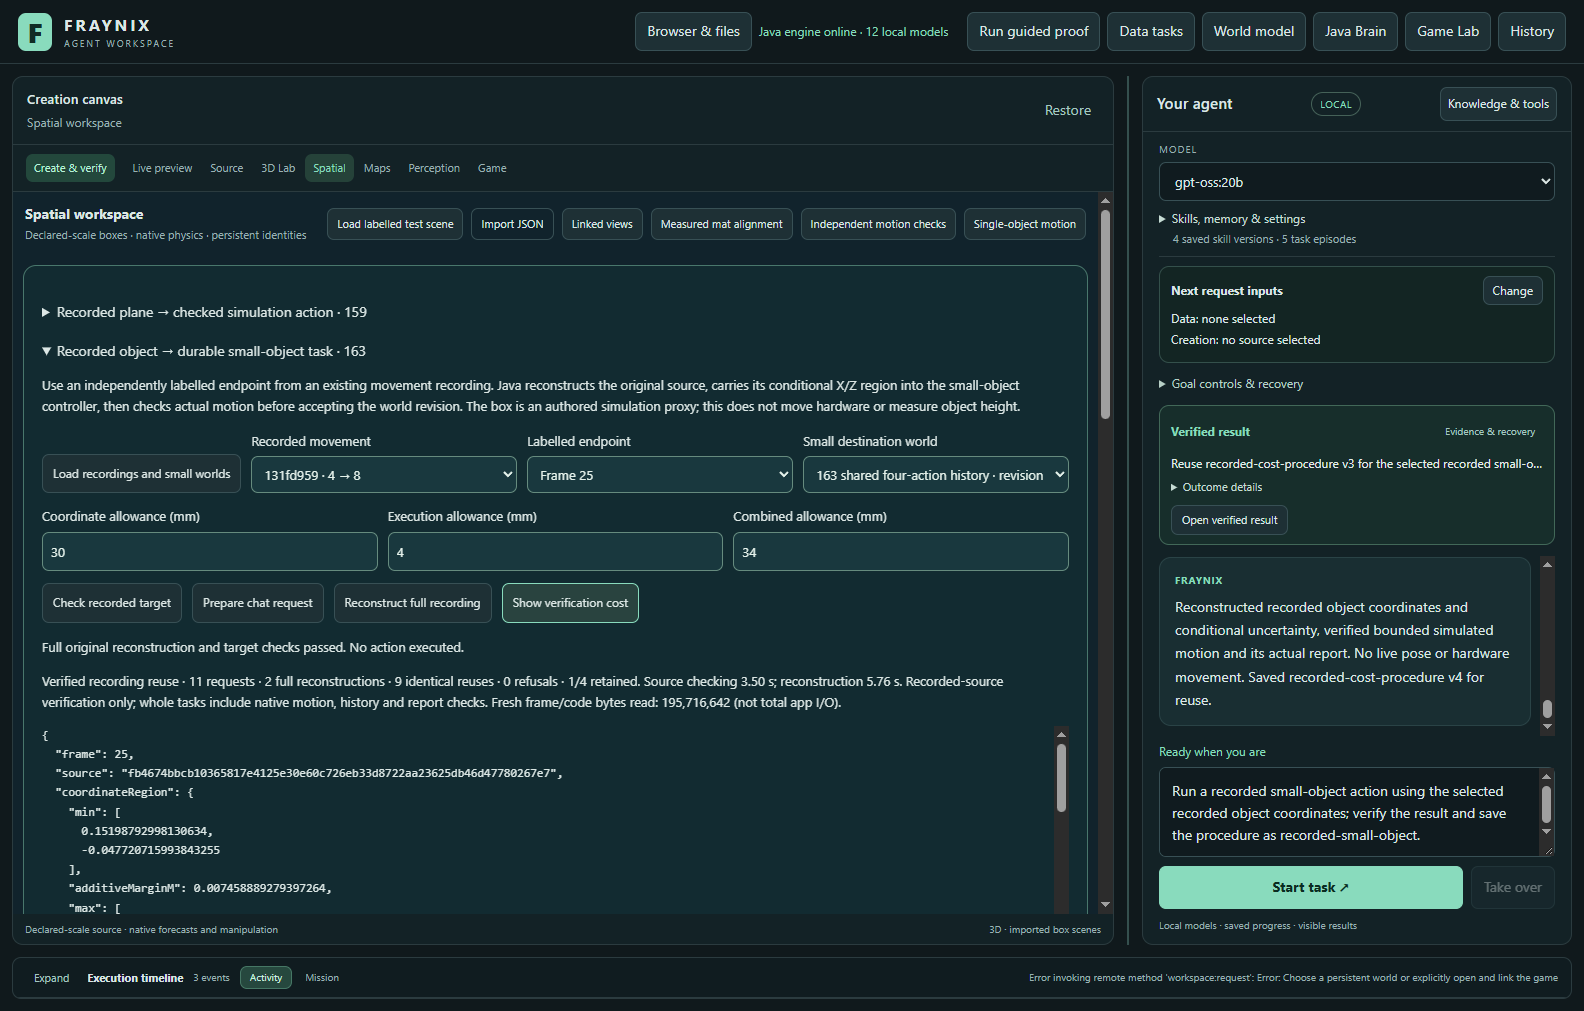 F
FRAYNIX
AGENT WORKSPACE
Browser & files
Java engine online · 12 local models
Run guided proof
Data tasks
World model
Java Brain
Game Lab
History
Creation canvas
Spatial workspace
Restore
Create & verify
Live preview
Source
3D Lab
Spatial
Maps
Perception
Game
Spatial workspace
Declared-scale boxes · native physics · persistent identities
Load labelled test scene
Import JSON
Linked views
Measured mat alignment
Independent motion checks
Single-object motion
▶ Recorded plane → checked simulation action · 159
▼ Recorded object → durable small-object task · 163
Use an independently labelled endpoint from an existing movement recording. Java reconstructs the original source, carries its conditional X/Z region into the small-object
controller, then checks actual motion before accepting the world revision. The box is an authored simulation proxy; this does not move hardware or measure object height.
Load recordings and small worlds
Recorded movement
131fd959 · 4 → 8
Labelled endpoint
Frame 25
Small destination world
163 shared four-action history · revision
Coordinate allowance (mm)
30
Execution allowance (mm)
4
Combined allowance (mm)
34
Check recorded target
Prepare chat request
Reconstruct full recording
Show verification cost
Full original reconstruction and target checks passed. No action executed.
Verified recording reuse · 11 requests · 2 full reconstructions · 9 identical reuses · 0 refusals · 1/4 retained. Source checking 3.50 s; reconstruction 5.76 s. Recorded-source
verification only; whole tasks include native motion, history and report checks. Fresh frame/code bytes read: 195,716,642 (not total app I/O).
{
"frame": 25,
"source": "fb4674bbcb10365817e4125e30e60c726eb33d8722aa23625db46d47780267e7",
"coordinateRegion": {
"min": [
0.15198792998130634,
-0.047720715993843255
],
"additiveMarginM": 0.007458889279397264,
"max": [
Declared-scale source · native forecasts and manipulation
3D · imported box scenes
Your agent
LOCAL
Knowledge & tools
MODEL
gpt-oss:20b
▶ Skills, memory & settings
4 saved skill versions · 5 task episodes
Next request inputs
Change
Data: none selected
Creation: no source selected
▶ Goal controls & recovery
Verified result
Evidence & recovery
Reuse recorded-cost-procedure v3 for the selected recorded small-o...
▶ Outcome details
Open verified result
FRAYNIX
Reconstructed recorded object coordinates and
conditional uncertainty, verified bounded simulated
motion and its actual report. No live pose or hardware
movement. Saved recorded-cost-procedure v4 for
reuse.
Ready when you are
Run a recorded small-object action using the selected
recorded object coordinates; verify the result and save
the procedure as recorded-small-object.
Start task ↗
Take over
Local models · saved progress · visible results
Expand
Execution timeline
3 events
Activity
Mission
Error invoking remote method 'workspace:request': Error: Choose a persistent world or explicitly open and link the game